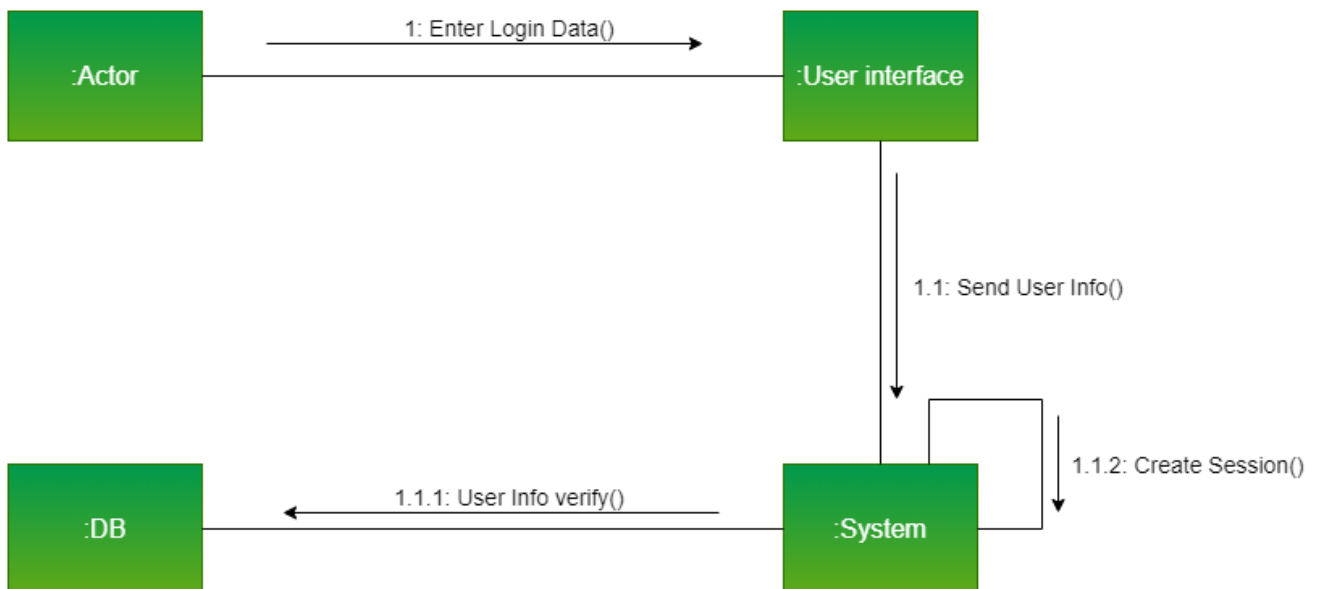 1: Enter Login Data()
:Actor
:User interface
1.1: Send User Info()
1.1.2: Create Session()
1.1.1: User Info verify()
:DB
:System